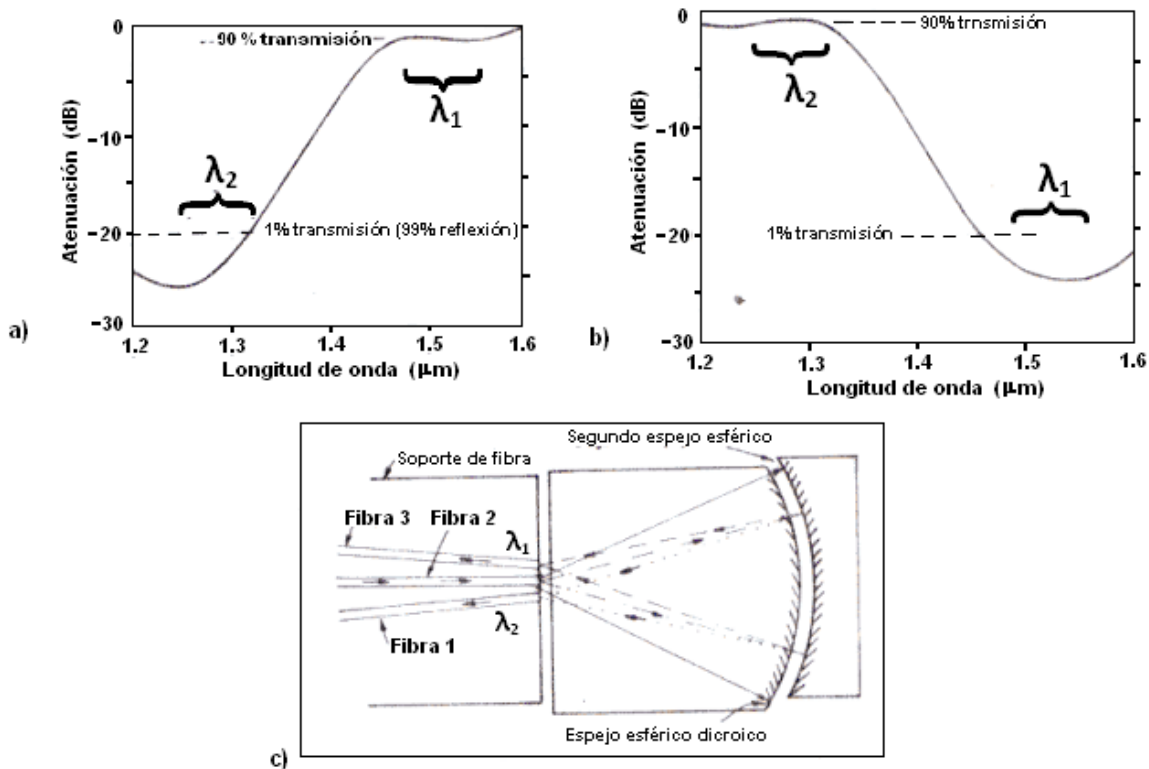 0
-- 90 % transmisión --
λ1
−10
λ2
−20
1% transmisión (99% reflexión)
−30
1.2
1.3
1.4
1.5
1.6
Atenuación (dB)
Longitud de onda (μm)
a)
0
90% trnsmisión
λ2
−10
λ1
−20
1% transmisión
−30
1.2
1.3
1.4
1.5
1.6
Atenuación (dB)
Longitud de onda (μm)
b)
Segundo espejo esférico
Soporte de fibra
Fibra 3
Fibra 2
λ1
λ2
Fibra 1
Espejo esférico dicroico
c)